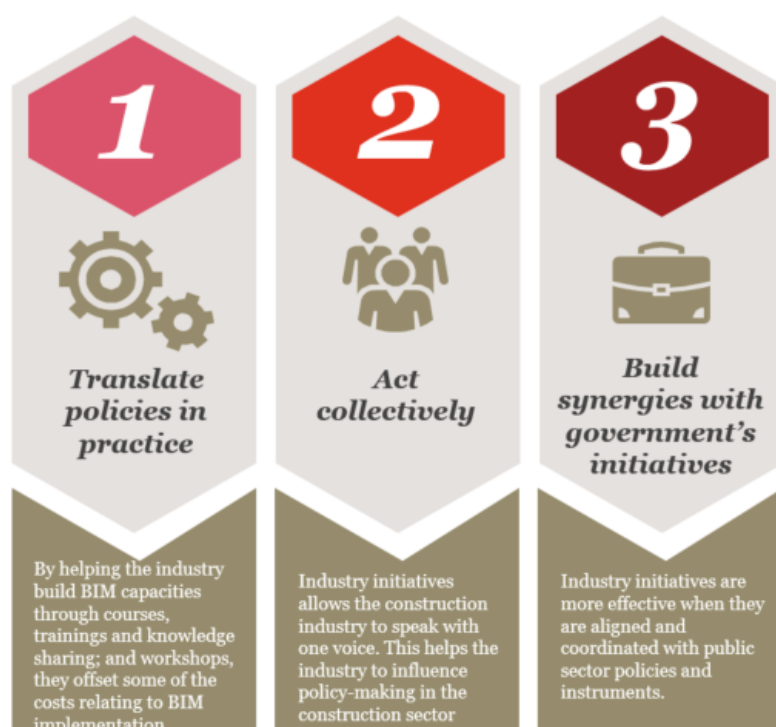 1
Translate
policies in
practice
By helping the industry
build BIM capacities
through courses,
trainings and knowledge
sharing; and workshops,
they offset some of the
costs relating to BIM
implementation
2
Act
collectively
Industry initiatives
allows the construction
industry to speak with
one voice. This helps the
industry to influence
policy-making in the
construction sector
3
Build
synergies with
government’s
initiatives
Industry initiatives are
more effective when they
are aligned and
coordinated with public
sector policies and
instruments.